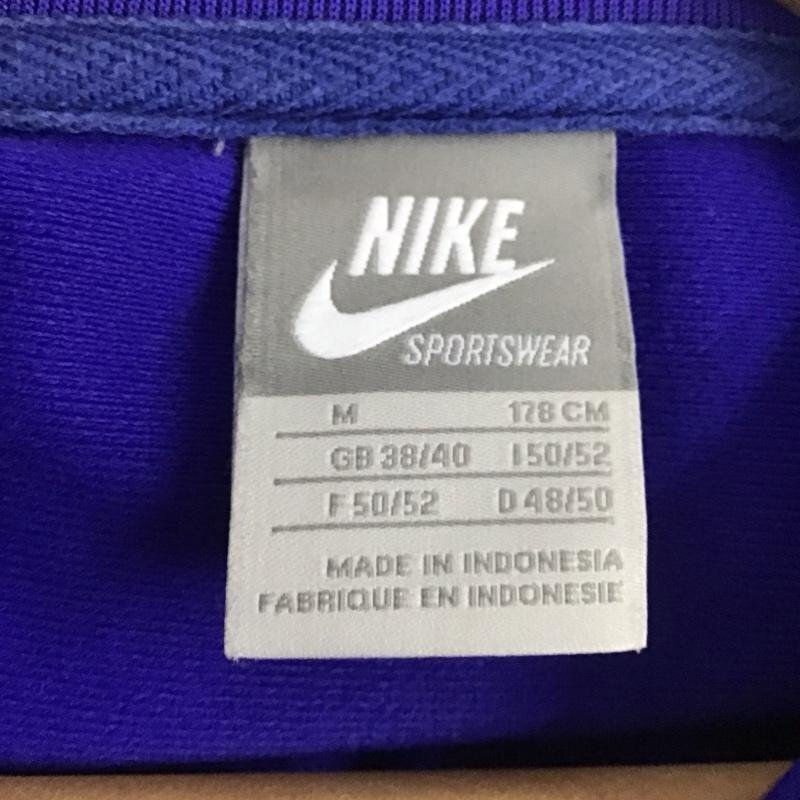 NIKE
SPORTSWEAR
M 178 CM
GB 38/40 I 50/52
F 50/52 D 48/50
MADE IN INDONESIA
FABRIQUE EN INDONESIE